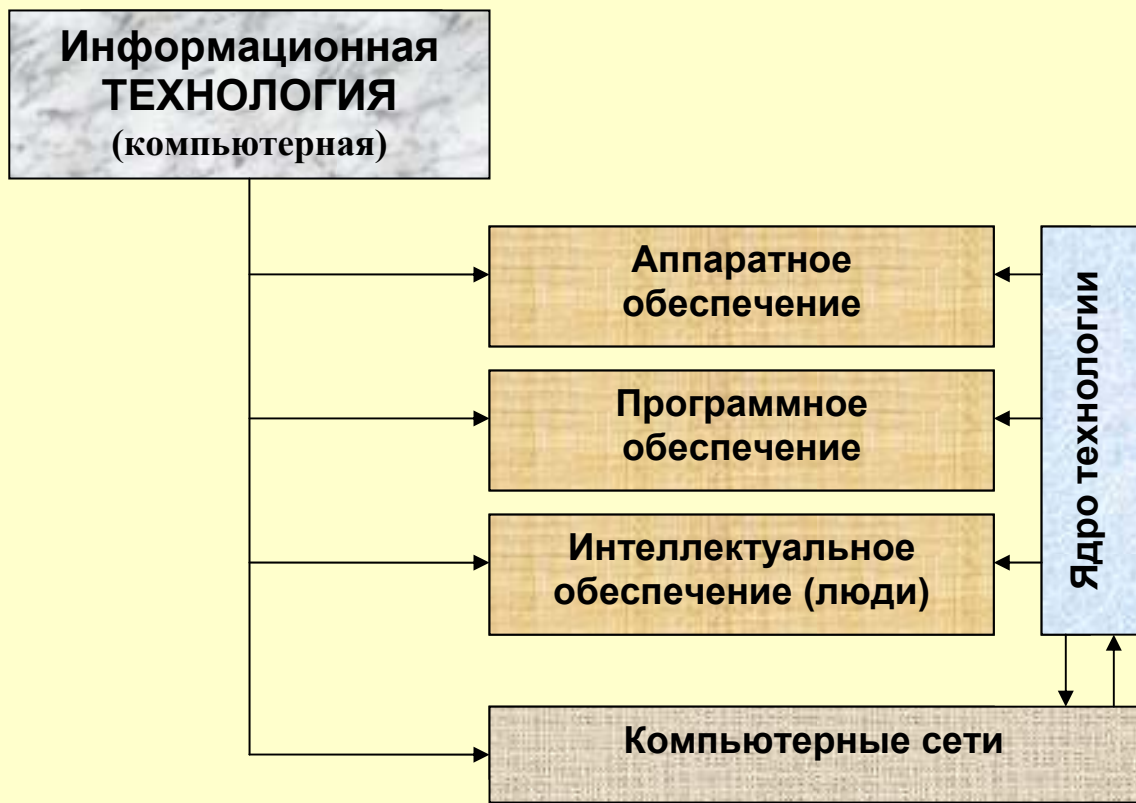 Информационная
ТЕХНОЛОГИЯ
(компьютерная)
Аппаратное
обеспечение
Программное
обеспечение
Интеллектуальное
обеспечение (люди)
Ядро технологии
Компьютерные сети